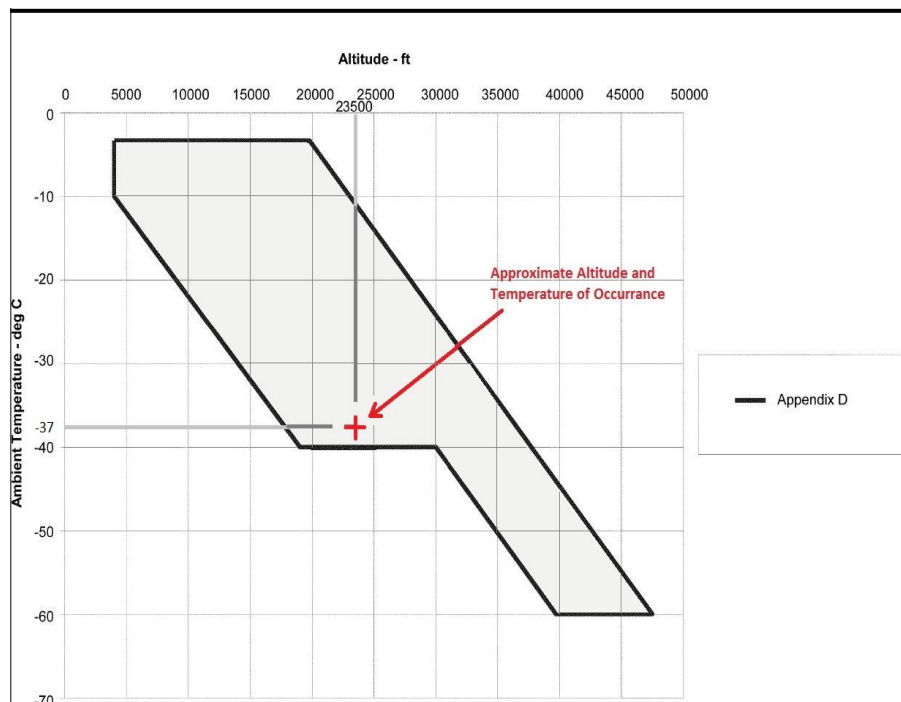 Altitude - ft
0 5000 10000 15000 20000 25000 30000 35000 40000 45000 50000
23500
0
-10
-20
Approximate Altitude and
Temperature of Occurrance
-30
-37
-40
-50
-60
-70
Ambient Temperature - deg C
Appendix D